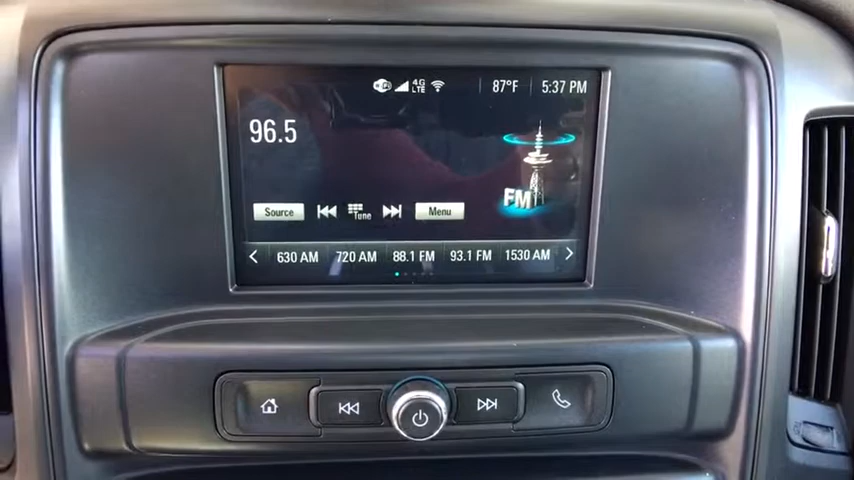 4G LTE 87°F 5:37 PM
96.5
FM
Source Tune Menu
630 AM 720 AM 88.1 FM 93.1 FM 1530 AM